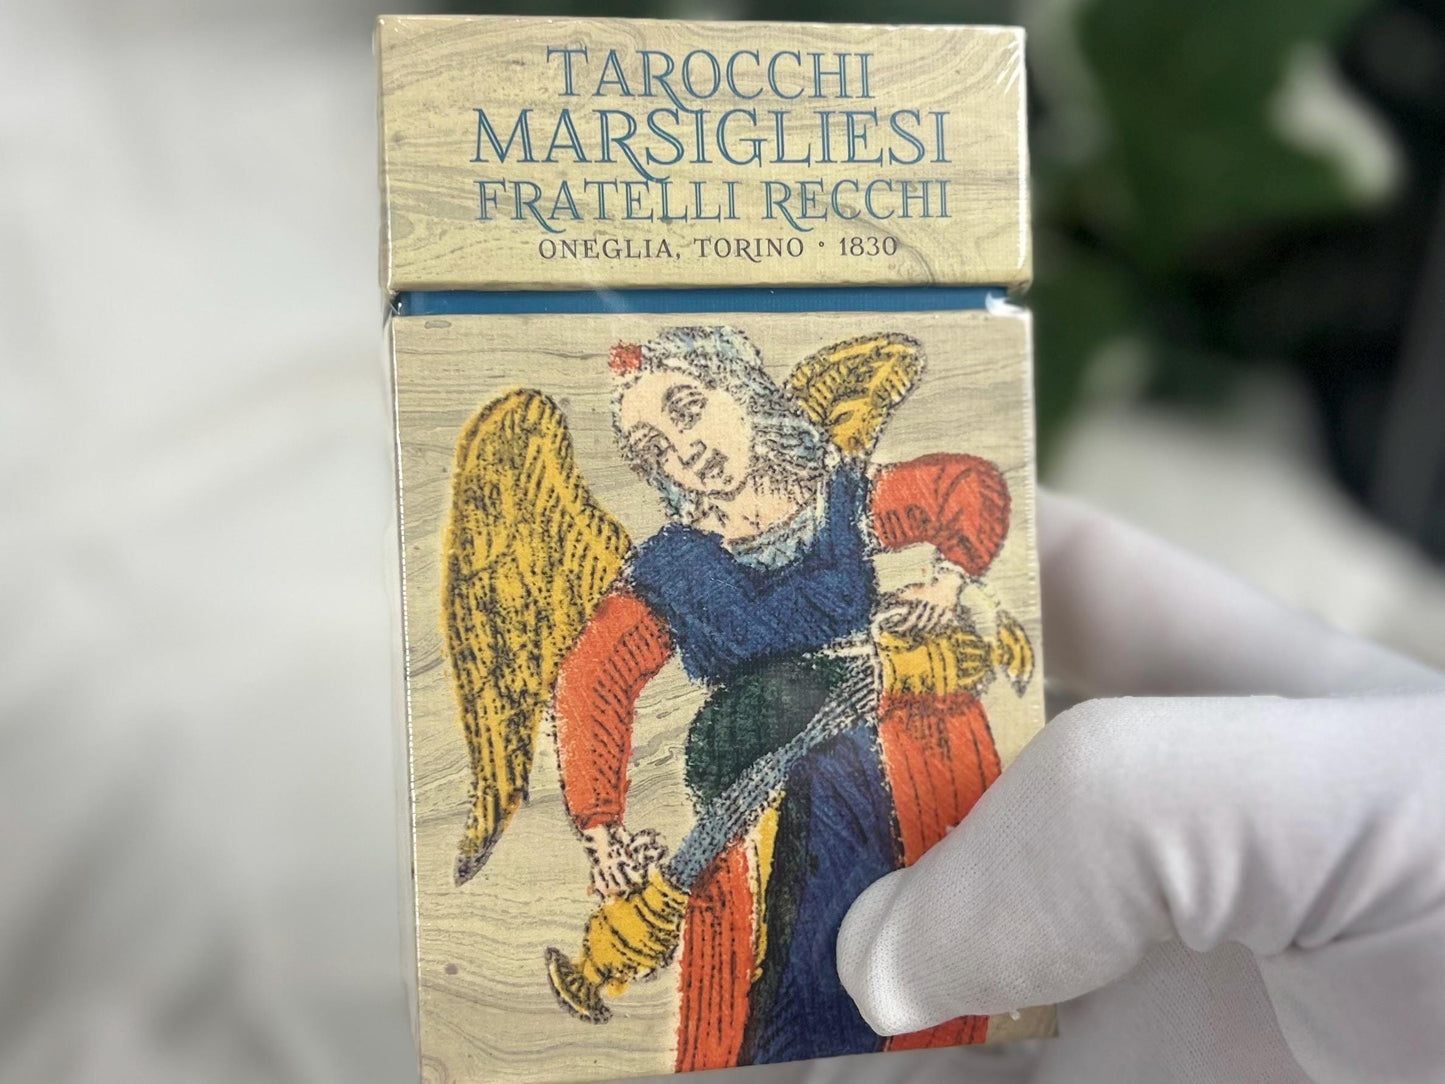 TAROCCHI
MARSIGLIESI
FRATELLI RECCHI
ONEGLIA, TORINO • 1830